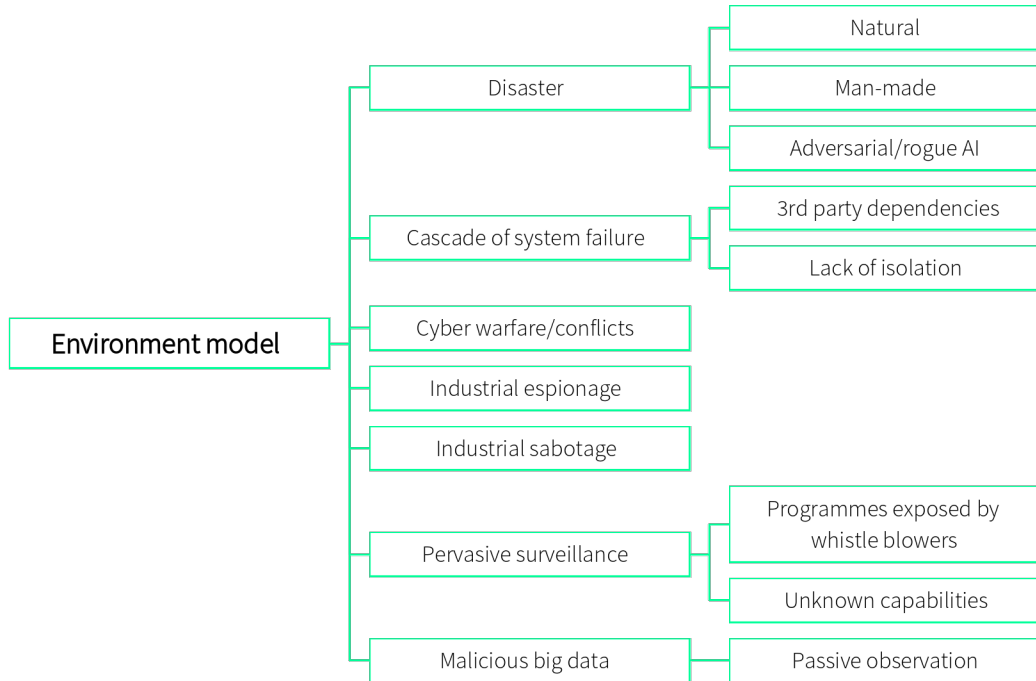 Natural
Disaster
Man-made
Adversarial/rogue AI
3rd party dependencies
Cascade of system failure
Lack of isolation
Environment model
Cyber warfare/conflicts
Industrial espionage
Industrial sabotage
Programmes exposed by
whistle blowers
Pervasive surveillance
Unknown capabilities
Malicious big data
Passive observation